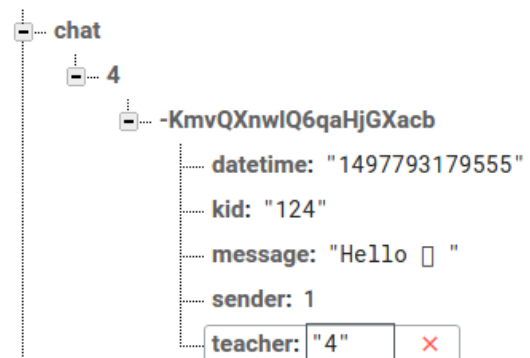 chat
4
-KmvQXnwlQ6qaHjGXacb
datetime: "1497793179555"
kid: "124"
message: "Hello ▯ "
sender: 1
teacher: "4" ×